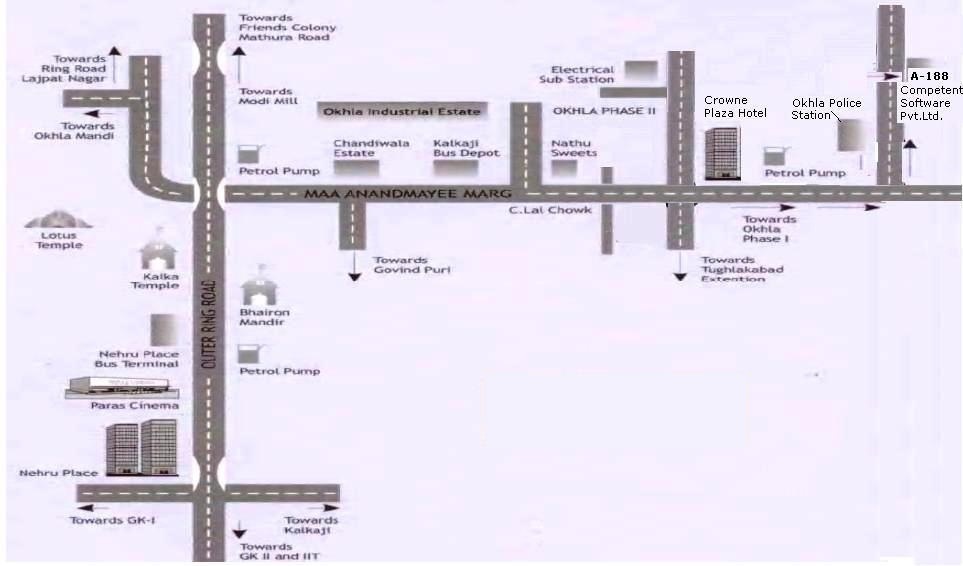 Towards
Friends Colony
Mathura Road
Towards
Ring Road
Lajpat Nagar
Towards
Modi Mill
Towards
Okhla Mandi
Electrical
Sub Station
OKHLA PHASE II
Okhla Industrial Estate
Crowne
Plaza Hotel
Okhla Police
Station
A-188
Competent
Software
Pvt.Ltd.
Petrol Pump
Chandiwala
Estate
Kalkaji
Bus Depot
Nathu
Sweets
Petrol Pump
MAA ANANDMAYEE MARG
C.Lal Chowk
Towards
Okhla
Phase I
Lotus
Temple
Kalka
Temple
Towards
Govind Puri
Towards
Tughlakabad
Extention
OUTER RING ROAD
Bhairon
Mandir
Nehru Place
Bus Terminal
Petrol Pump
Paras Cinema
Nehru Place
Towards GK-I
Towards
Kalkaji
Towards
GK II and IIT